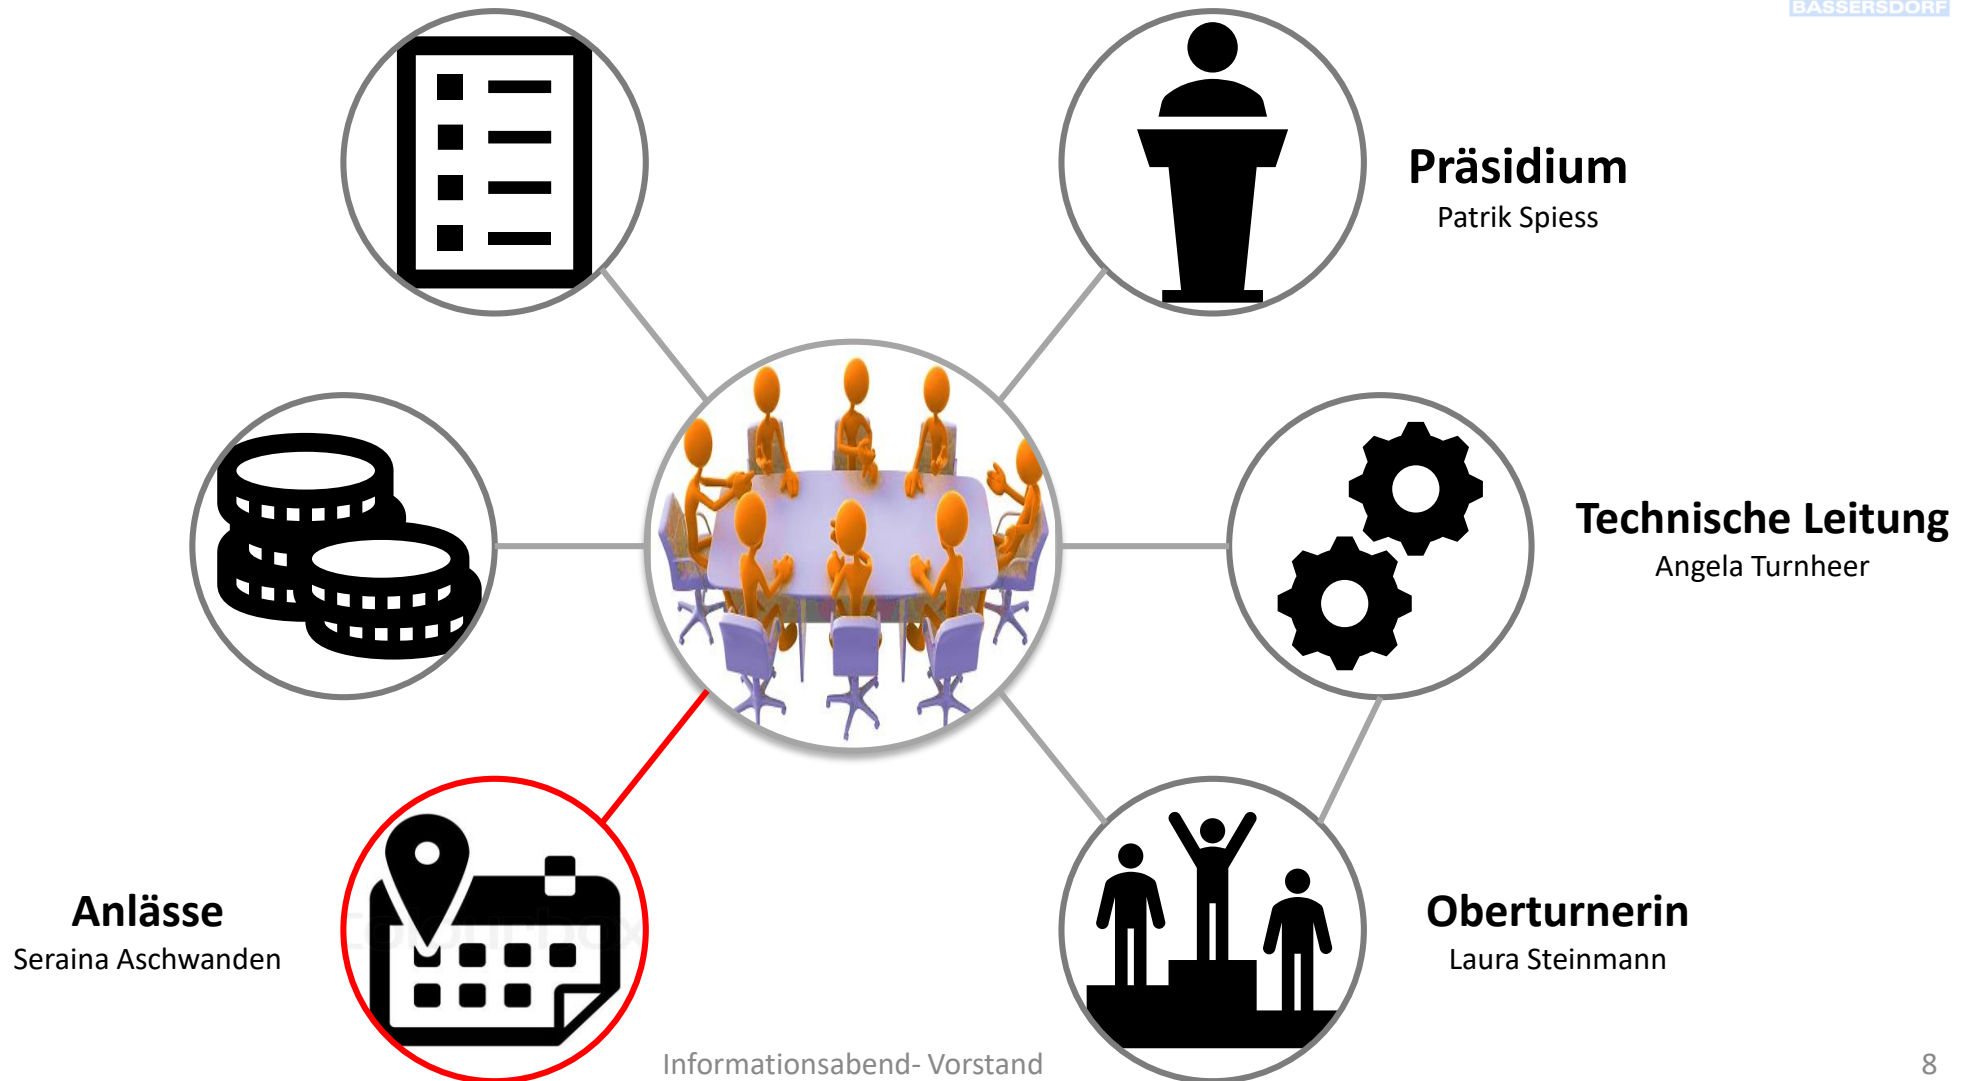 BASSERSDORF
Präsidium
Patrik Spiess
Technische Leitung
Angela Turnheer
Anlässe
Seraina Aschwanden
Oberturnerin
Laura Steinmann
Informationsabend- Vorstand
8